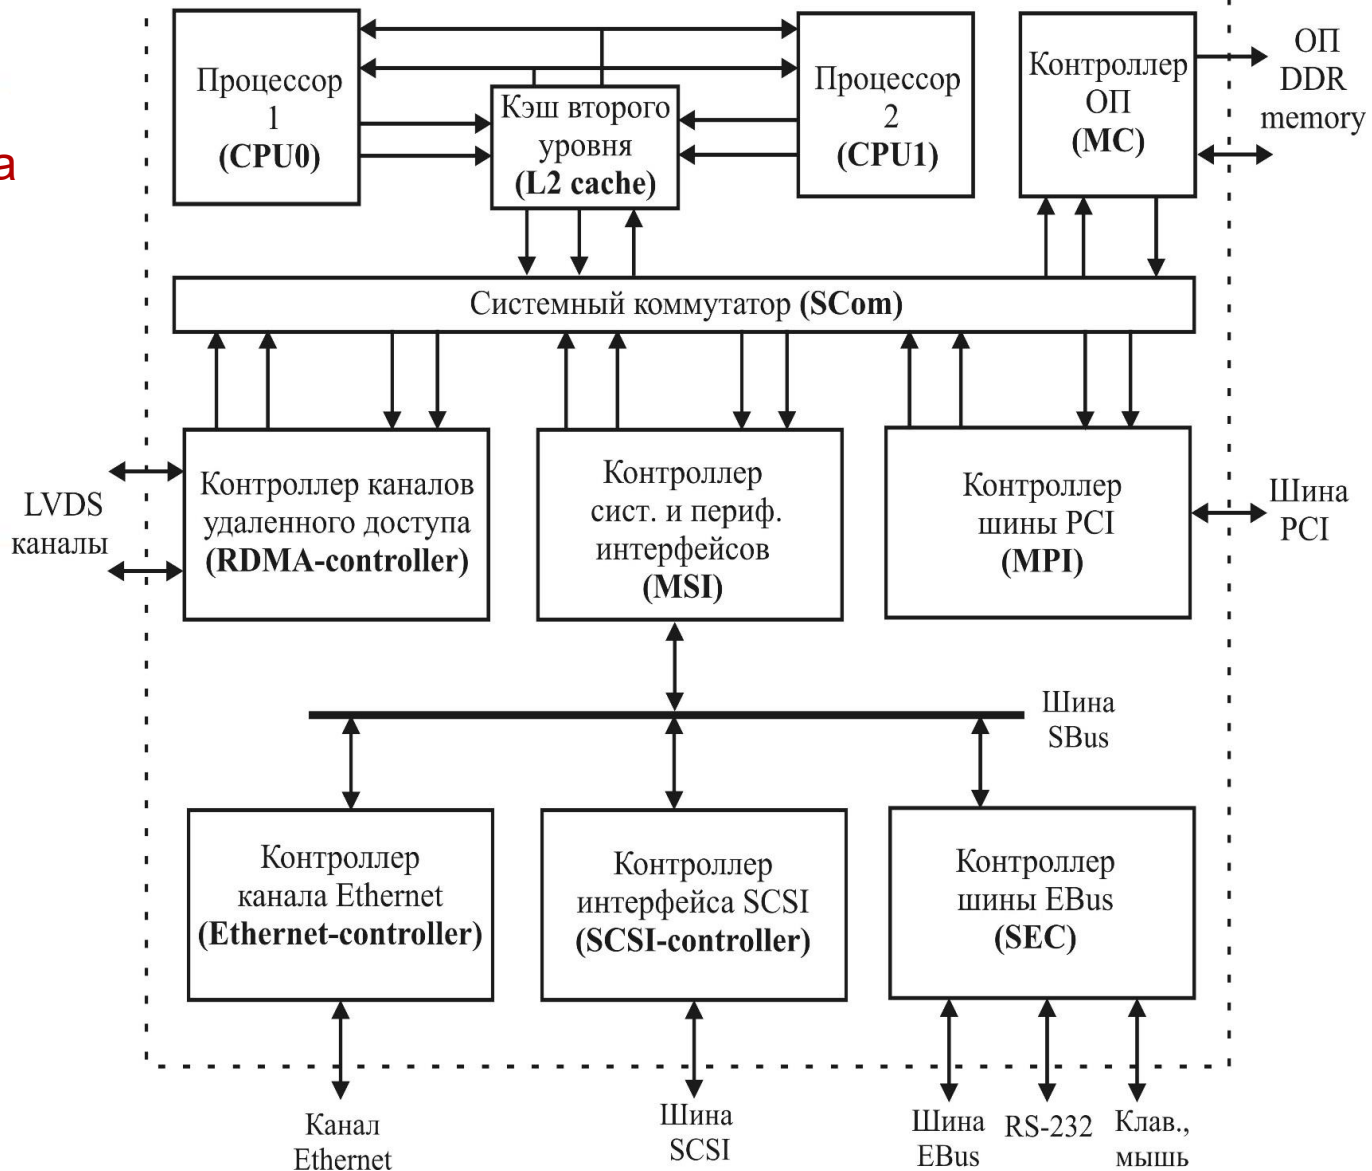 а
Процессор
1
(CPU0)
Кэш второго
уровня
(L2 cache)
Процессор
2
(CPU1)
Контроллер
ОП
(MC)
ОП
DDR
memory
Системный коммутатор (SCom)
LVDS
каналы
Контроллер каналов
удаленного доступа
(RDMA-controller)
Контроллер
сист. и периф.
интерфейсов
(MSI)
Контроллер
шины PCI
(MPI)
Шина
PCI
Шина
SBus
Контроллер
канала Ethernet
(Ethernet-controller)
Контроллер
интерфейса SCSI
(SCSI-controller)
Контроллер
шины EBus
(SEC)
Канал
Ethernet
Шина
SCSI
Шина
EBus
RS-232
Клав.,
мышь